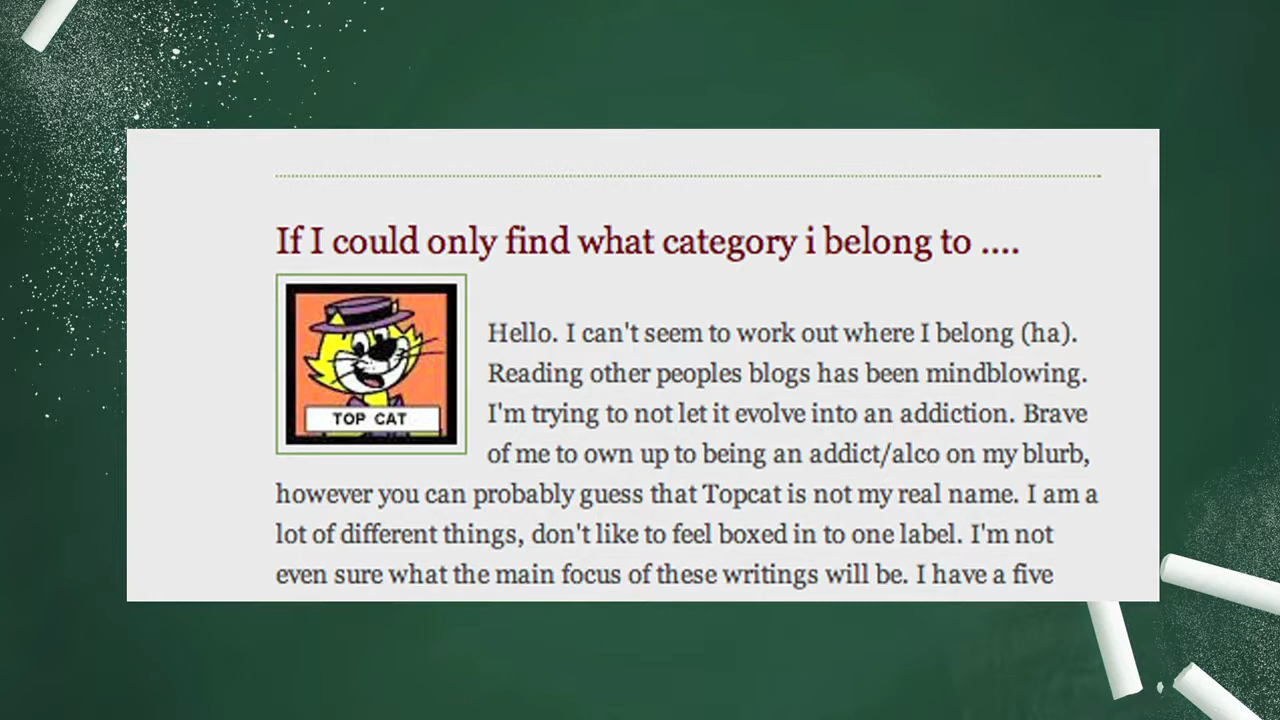 If I could only find what category i belong to ....
TOP CAT
Hello. I can't seem to work out where I belong (ha).
Reading other peoples blogs has been mindblowing.
I'm trying to not let it evolve into an addiction. Brave
of me to own up to being an addict/alco on my blurb,
however you can probably guess that Topcat is not my real name. I am a
lot of different things, don't like to feel boxed in to one label. I'm not
even sure what the main focus of these writings will be. I have a five